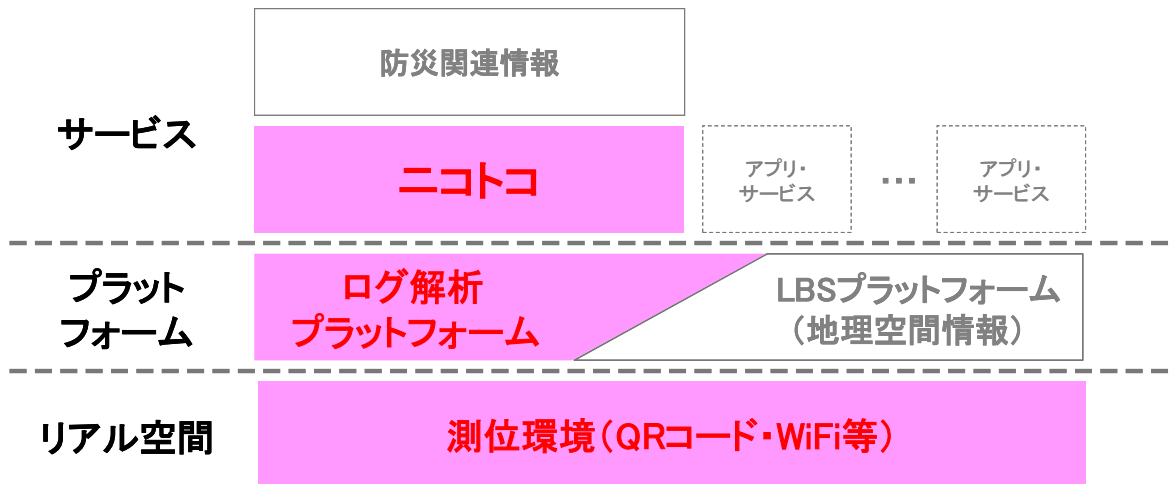 防災関連情報
サービス
ニコトコ
アプリ・
サービス
…
アプリ・
サービス
プラット
フォーム
ログ解析
プラットフォーム
LBSプラットフォーム
（地理空間情報）
リアル空間
測位環境（QRコード・WiFi等）